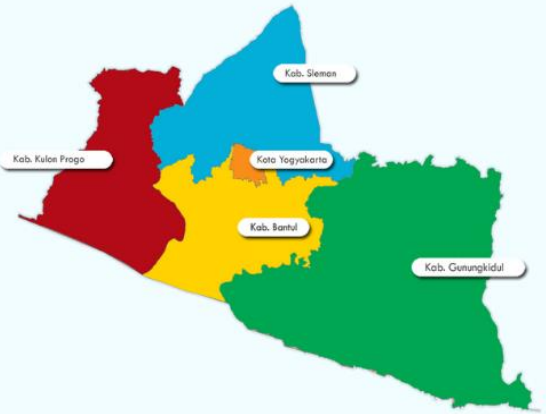 Kab. Sleman
Kab. Kulon Progo
Kota Yogyakarta
Kab. Bantul
Kab. Gunungkidul